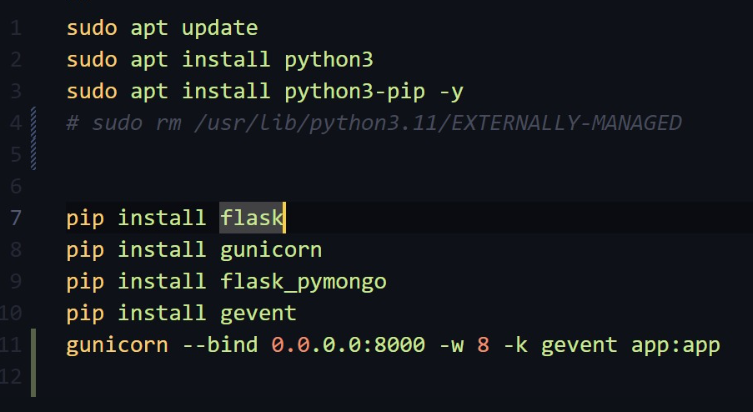 1 sudo apt update
2 sudo apt install python3
3 sudo apt install python3-pip -y
4 # sudo rm /usr/lib/python3.11/EXTERNALLY-MANAGED
5
6
7 pip install flask
8 pip install gunicorn
9 pip install flask_pymongo
10 pip install gevent
11 gunicorn --bind 0.0.0.0:8000 -w 8 -k gevent app:app
12